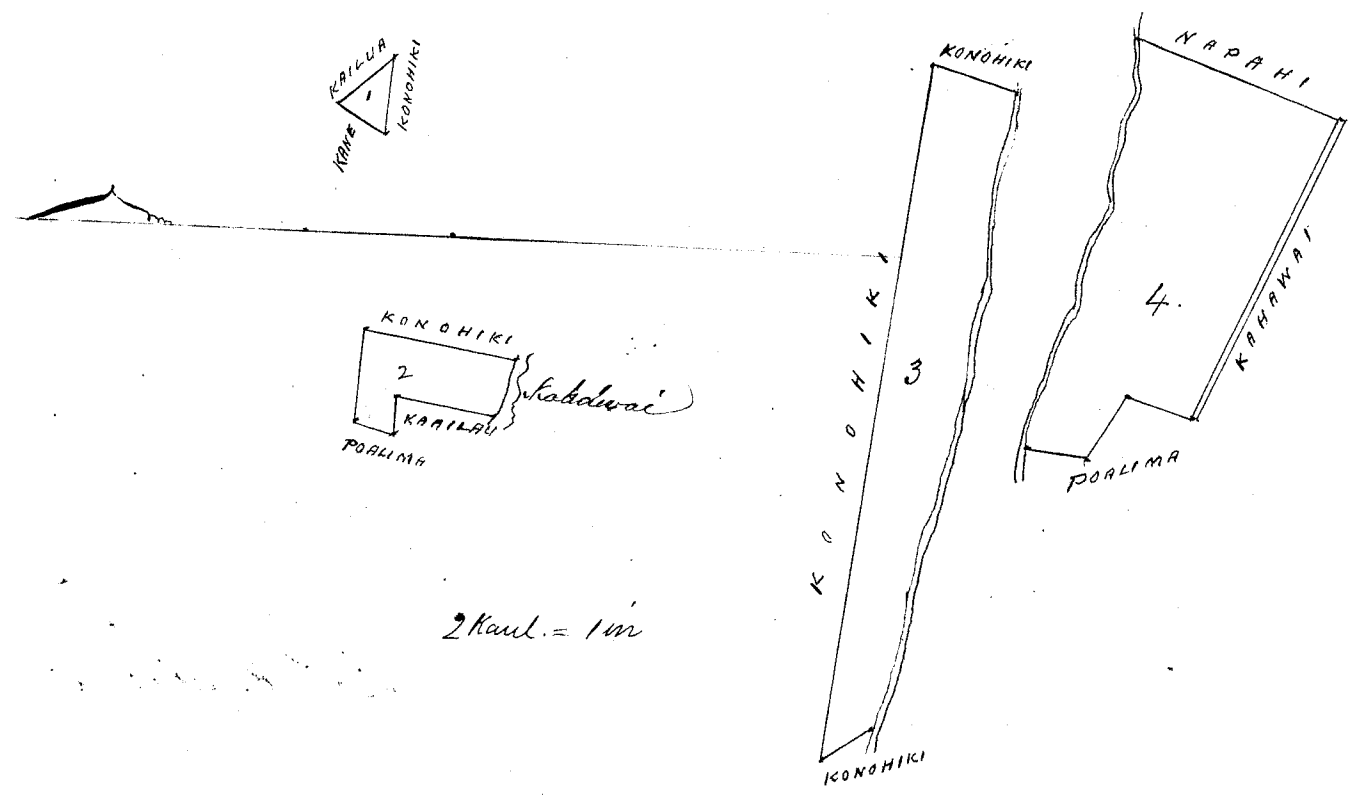 KAILUA
1
KONOHIKI
KANE
KONOHIKI
2
KAAILAU
POALIMA
2 Kaul. = 1 in
KONOHIKI
KONOHIKI
3
KONOHIKI
NAPAHI
4.
KAHAWAI
POALIMA